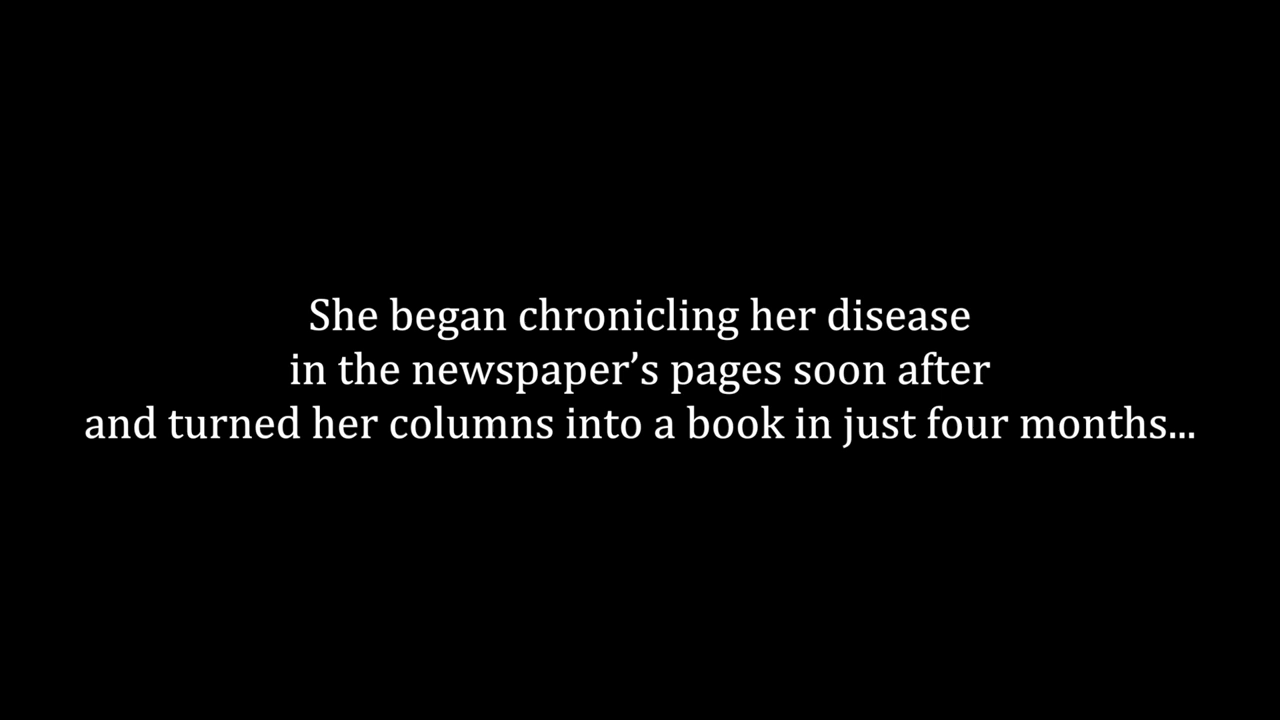 She began chronicling her disease
in the newspaper’s pages soon after
and turned her columns into a book in just four months...